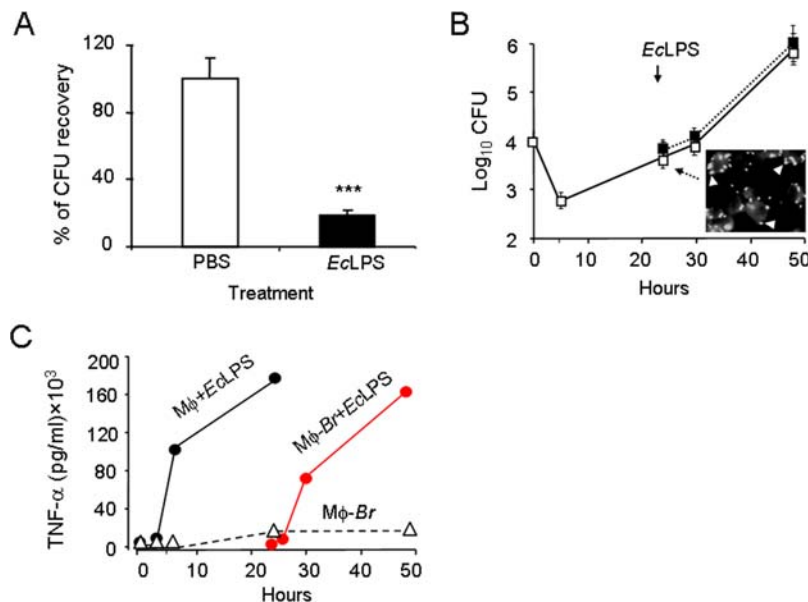 A
% of CFU recovery
120
80
40
0
***
PBS
EcLPS
Treatment
B
Log10 CFU
6
5
4
3
2
EcLPS
0
10
20
30
40
50
Hours
C
TNF-α (pg/ml)×10³
200
160
120
80
40
0
Mϕ+EcLPS
Mϕ-Br+EcLPS
Mϕ-Br
0
10
20
30
40
50
Hours